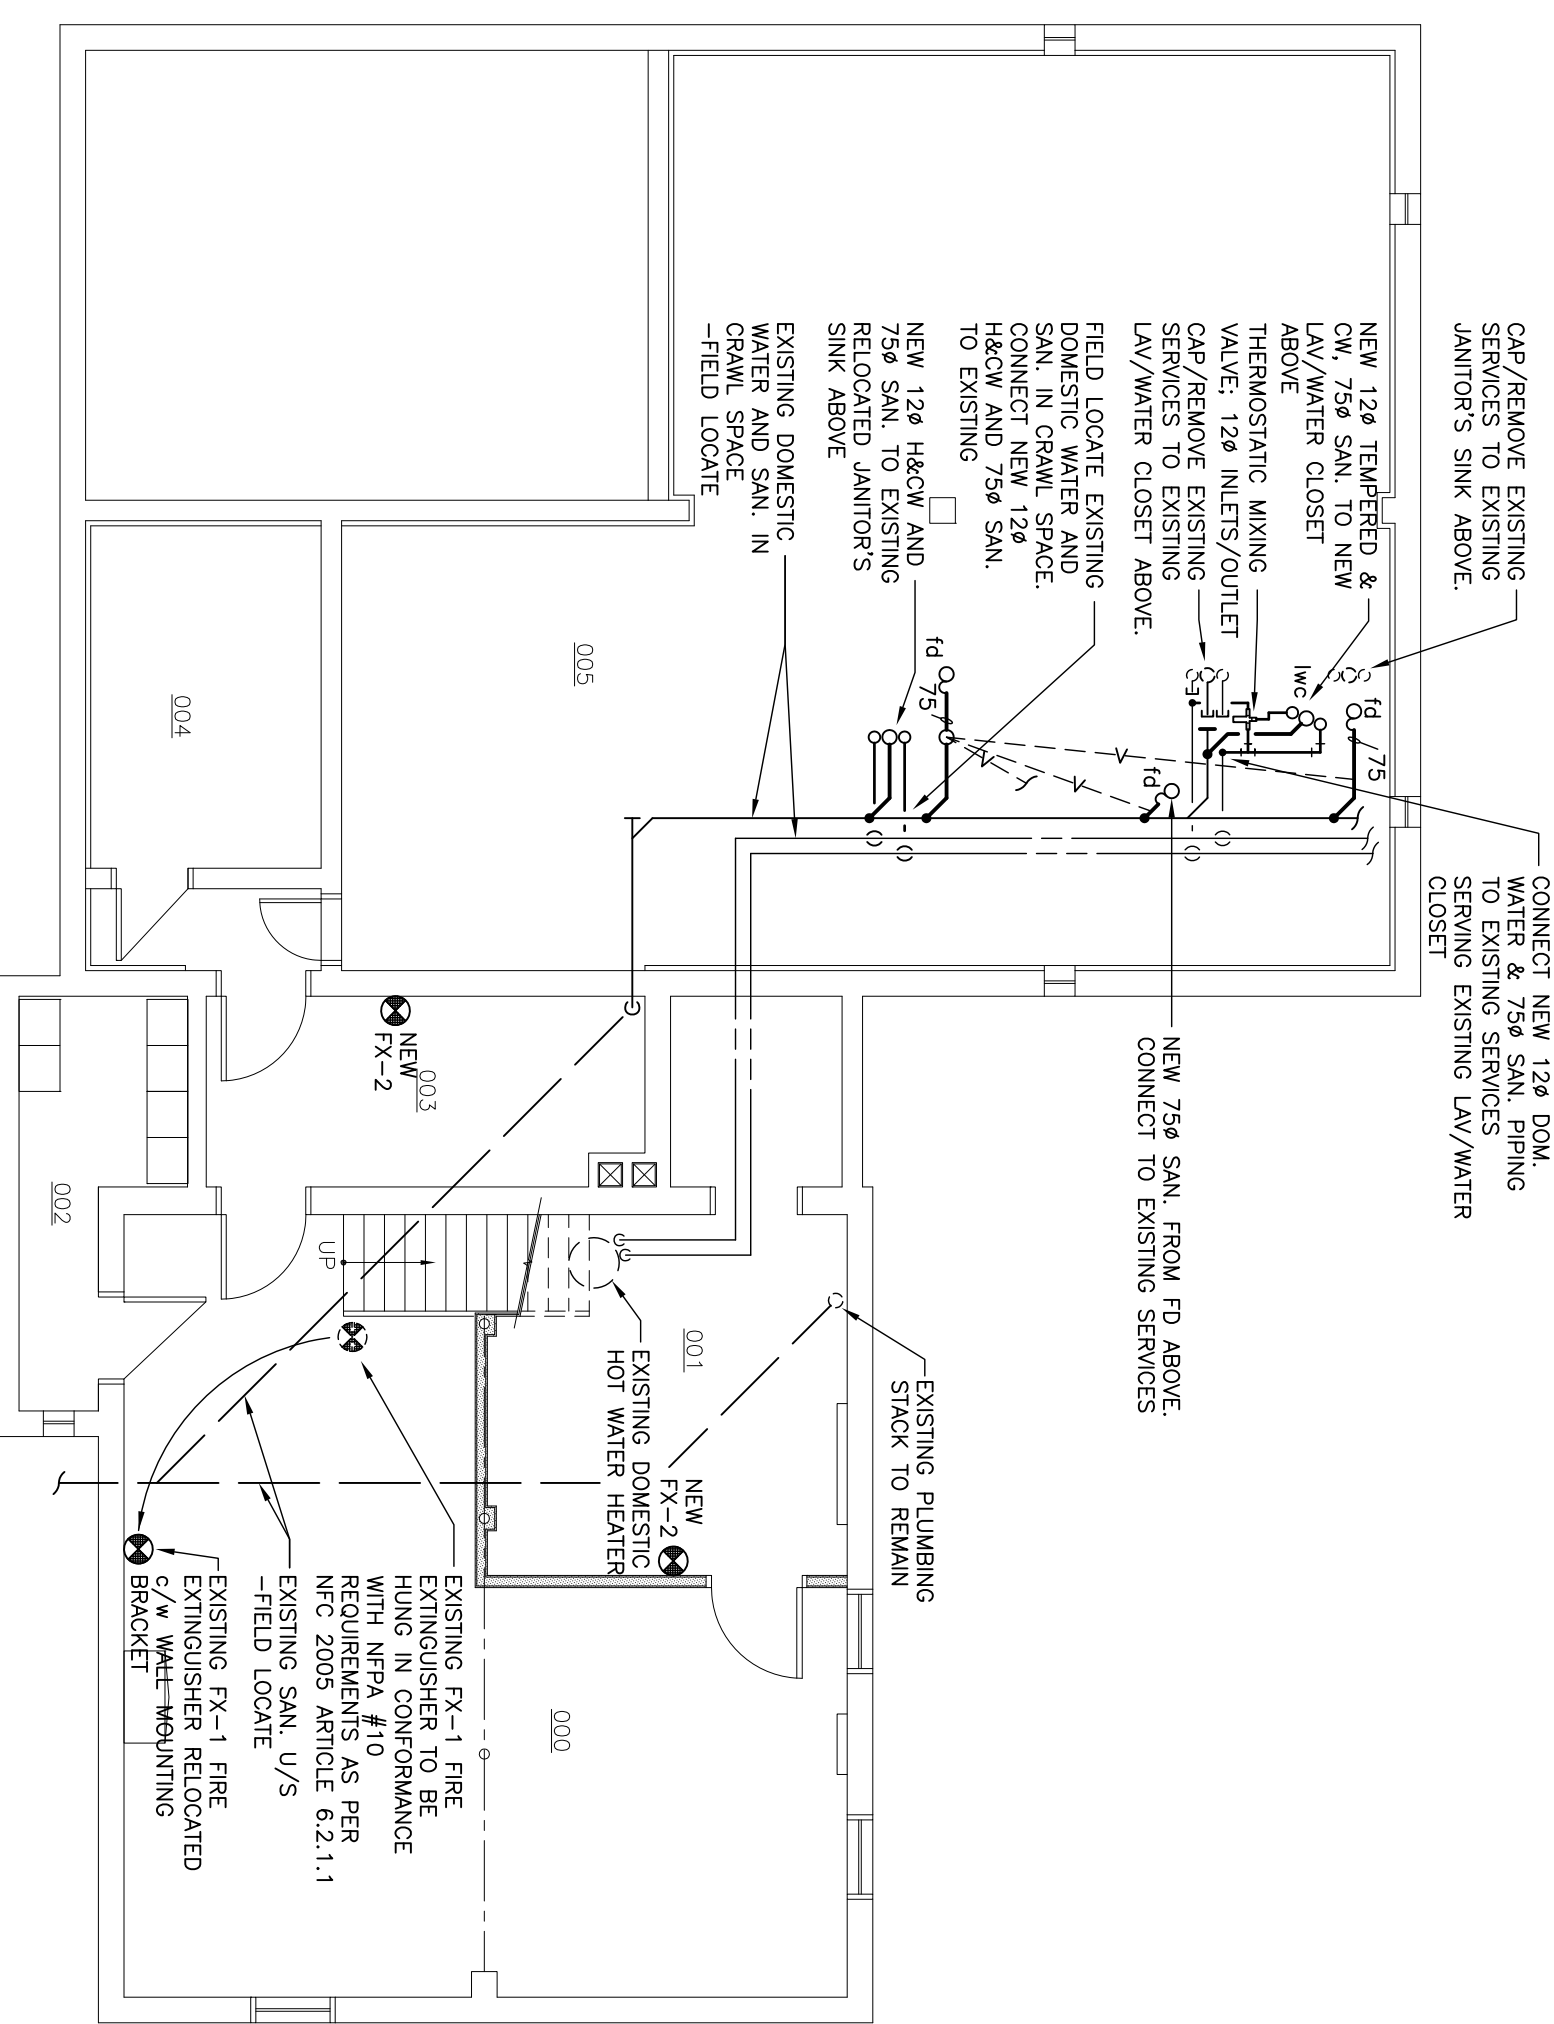 CAP/REMOVE EXISTING
SERVICES TO EXISTING
JANITOR'S SINK ABOVE.
NEW 12ø TEMPERED &
CW, 75ø SAN. TO NEW
LAV/WATER CLOSET
ABOVE
THERMOSTATIC MIXING
VALVE; 12ø INLETS/OUTLET
CAP/REMOVE EXISTING
SERVICES TO EXISTING
LAV/WATER CLOSET ABOVE.
FIELD LOCATE EXISTING
DOMESTIC WATER AND
SAN. IN CRAWL SPACE.
CONNECT NEW 12ø
H&CW AND 75ø SAN.
TO EXISTING
NEW 12ø H&CW AND
75ø SAN. TO EXISTING
RELOCATED JANITOR'S
SINK ABOVE
EXISTING DOMESTIC
WATER AND SAN. IN
CRAWL SPACE
-FIELD LOCATE
fd
75
lwc
fd
75
fd
V
V
V
005
004
CONNECT NEW 12ø DOM.
WATER & 75ø SAN. PIPING
TO EXISTING SERVICES
SERVING EXISTING LAV/WATER
CLOSET
NEW 75ø SAN. FROM FD ABOVE.
CONNECT TO EXISTING SERVICES
003
NEW
FX-2
002
UP
001
EXISTING PLUMBING
STACK TO REMAIN
EXISTING DOMESTIC
HOT WATER HEATER
NEW
FX-2
EXISTING FX-1 FIRE
EXTINGUISHER TO BE
HUNG IN CONFORMANCE
WITH NFPA #10
REQUIREMENTS AS PER
NFC 2005 ARTICLE 6.2.1.1
EXISTING SAN. U/S
-FIELD LOCATE
EXISTING FX-1 FIRE
EXTINGUISHER RELOCATED
c/w WALL MOUNTING
BRACKET
000